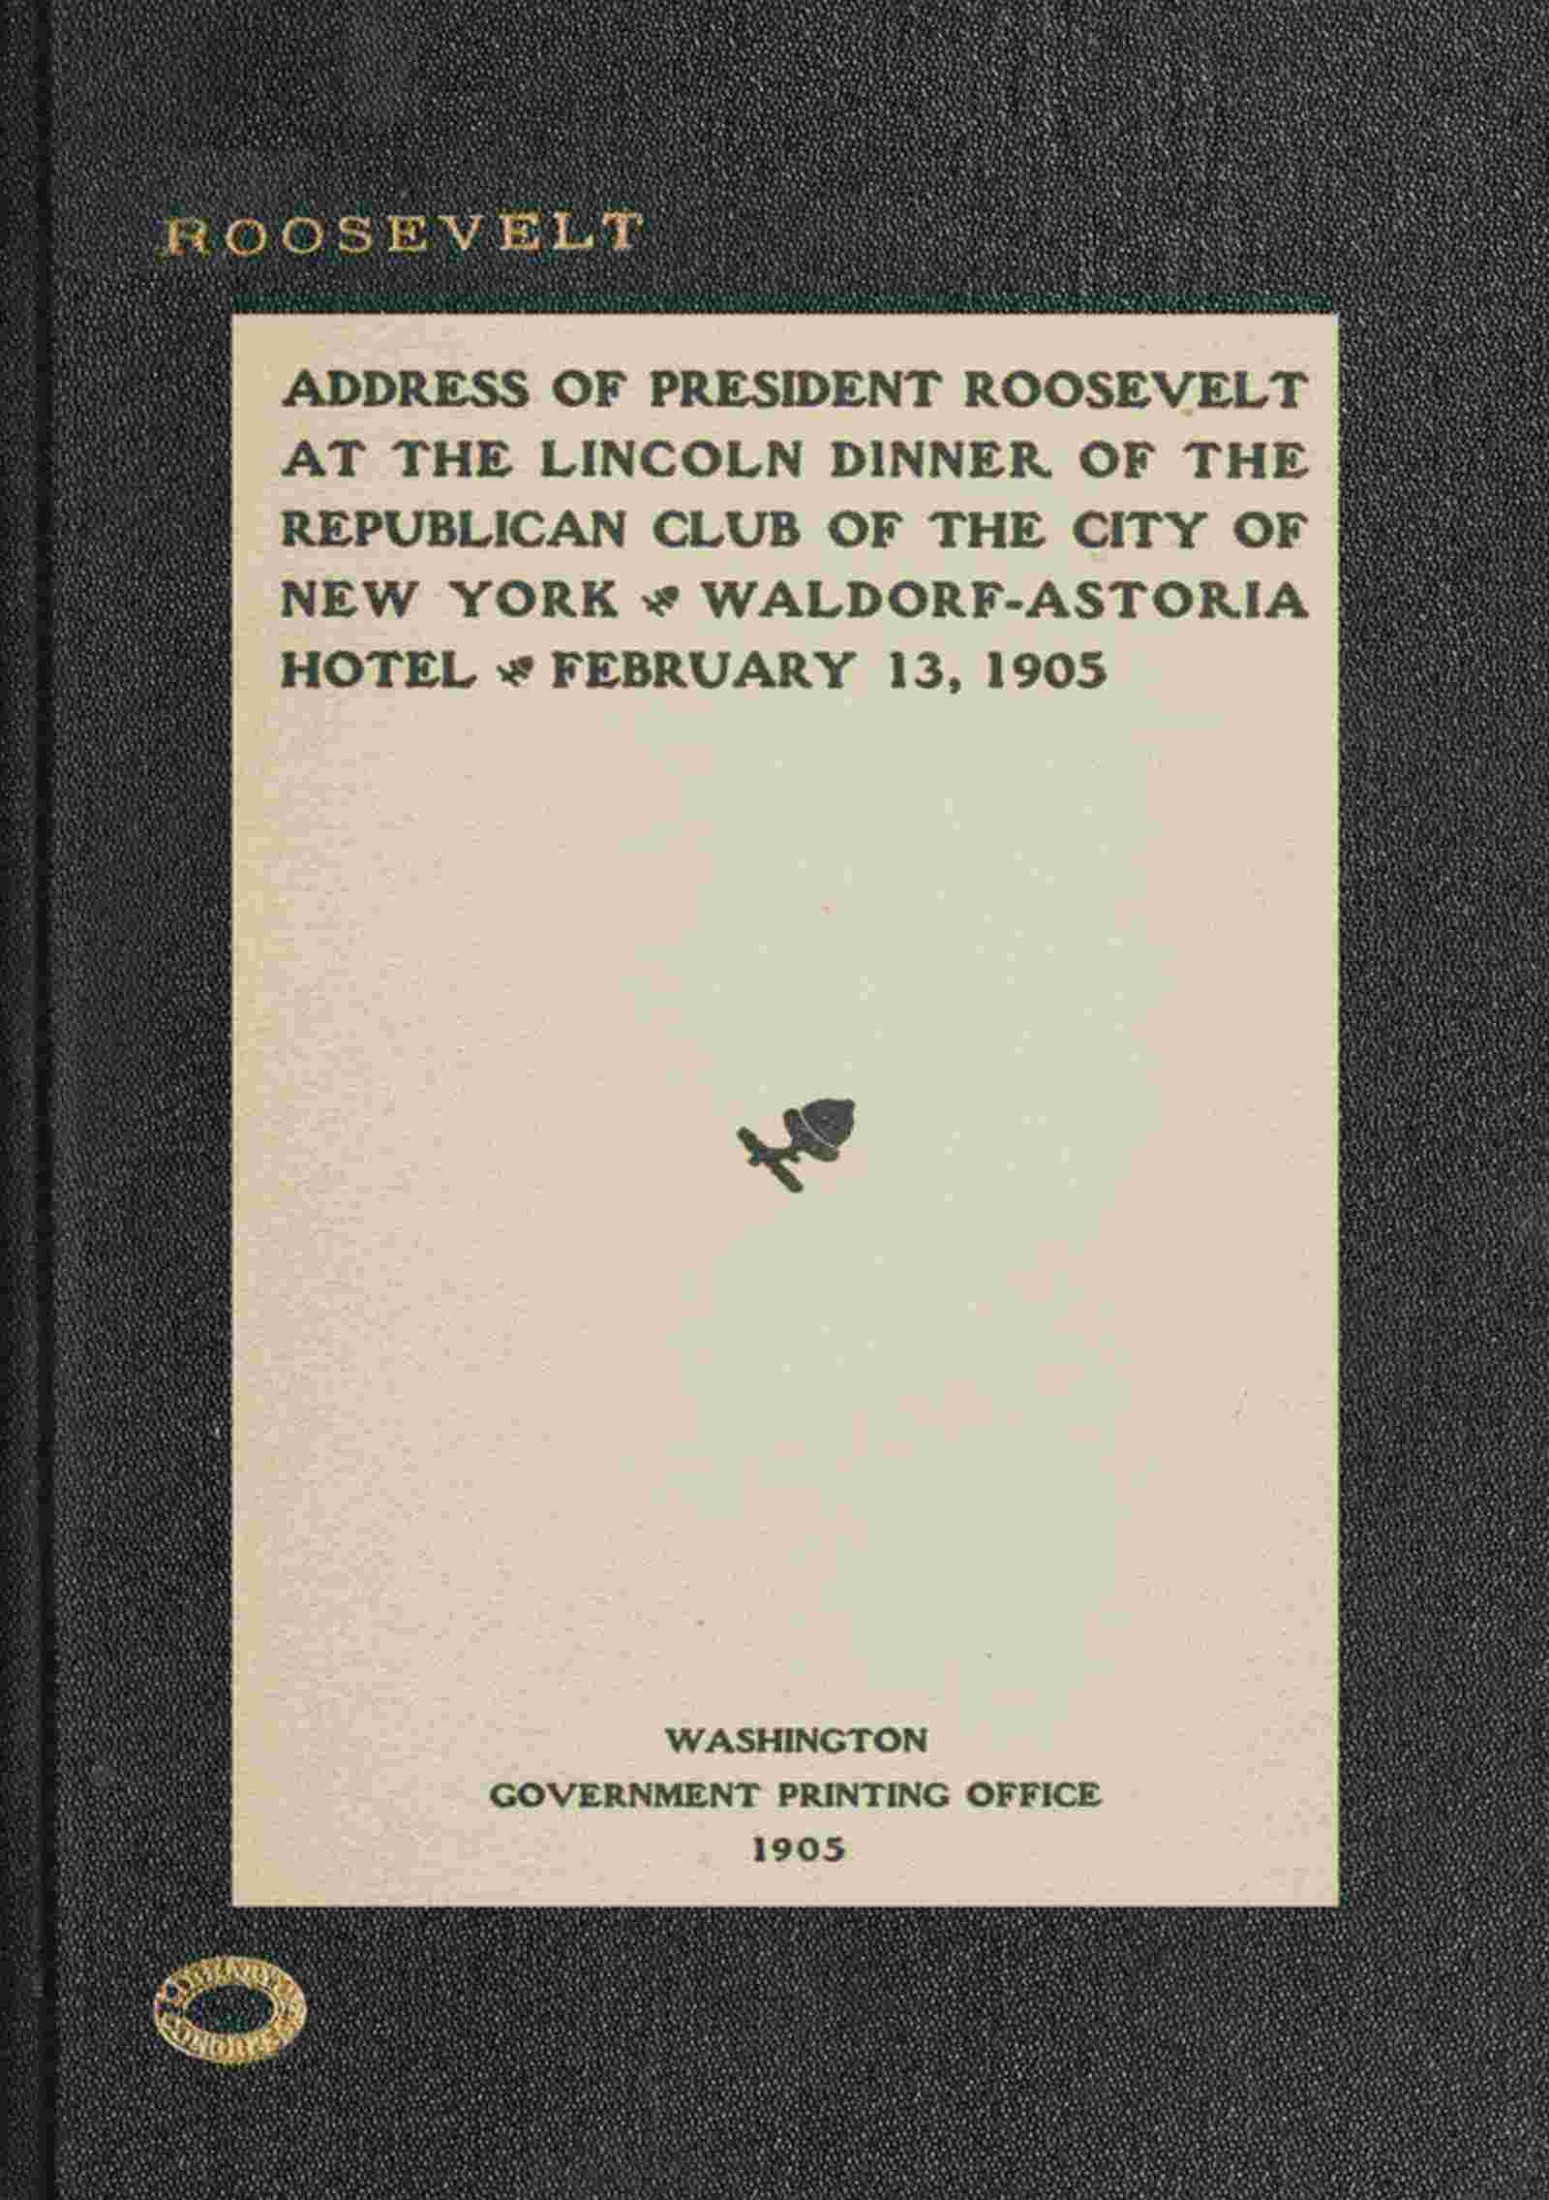 ROOSEVELT
ADDRESS OF PRESIDENT ROOSEVELT
AT THE LINCOLN DINNER OF THE
REPUBLICAN CLUB OF THE CITY OF
NEW YORK WALDORF-ASTORIA
HOTEL FEBRUARY 13, 1905
WASHINGTON
GOVERNMENT PRINTING OFFICE
1905